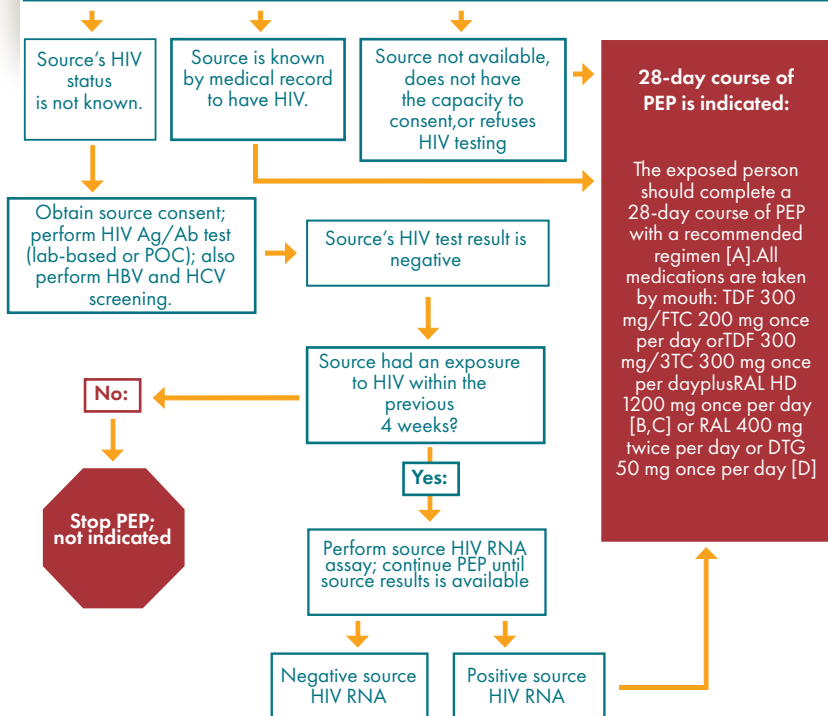 Source's HIV
status
is not known.
Source is known
by medical record
to have HIV.
Source not available,
does not have
the capacity to
consent,or refuses
HIV testing
28-day course of
PEP is indicated:
The exposed person
should complete a
28-day course of PEP
with a recommended
regimen [A].All
medications are taken
by mouth: TDF 300
mg/FTC 200 mg once
per day orTDF 300
mg/3TC 300 mg once
per dayplusRAL HD
1200 mg once per day
[B,C] or RAL 400 mg
twice per day or DTG
50 mg once per day [D]
Obtain source consent;
perform HIV Ag/Ab test
(lab-based or POC); also
perform HBV and HCV
screening.
Source's HIV test result is
negative
Source had an exposure
to HIV within the
previous
4 weeks?
No:
Yes:
Stop PEP;
not indicated
Perform source HIV RNA
assay; continue PEP until
source results is available
Negative source
HIV RNA
Positive source
HIV RNA